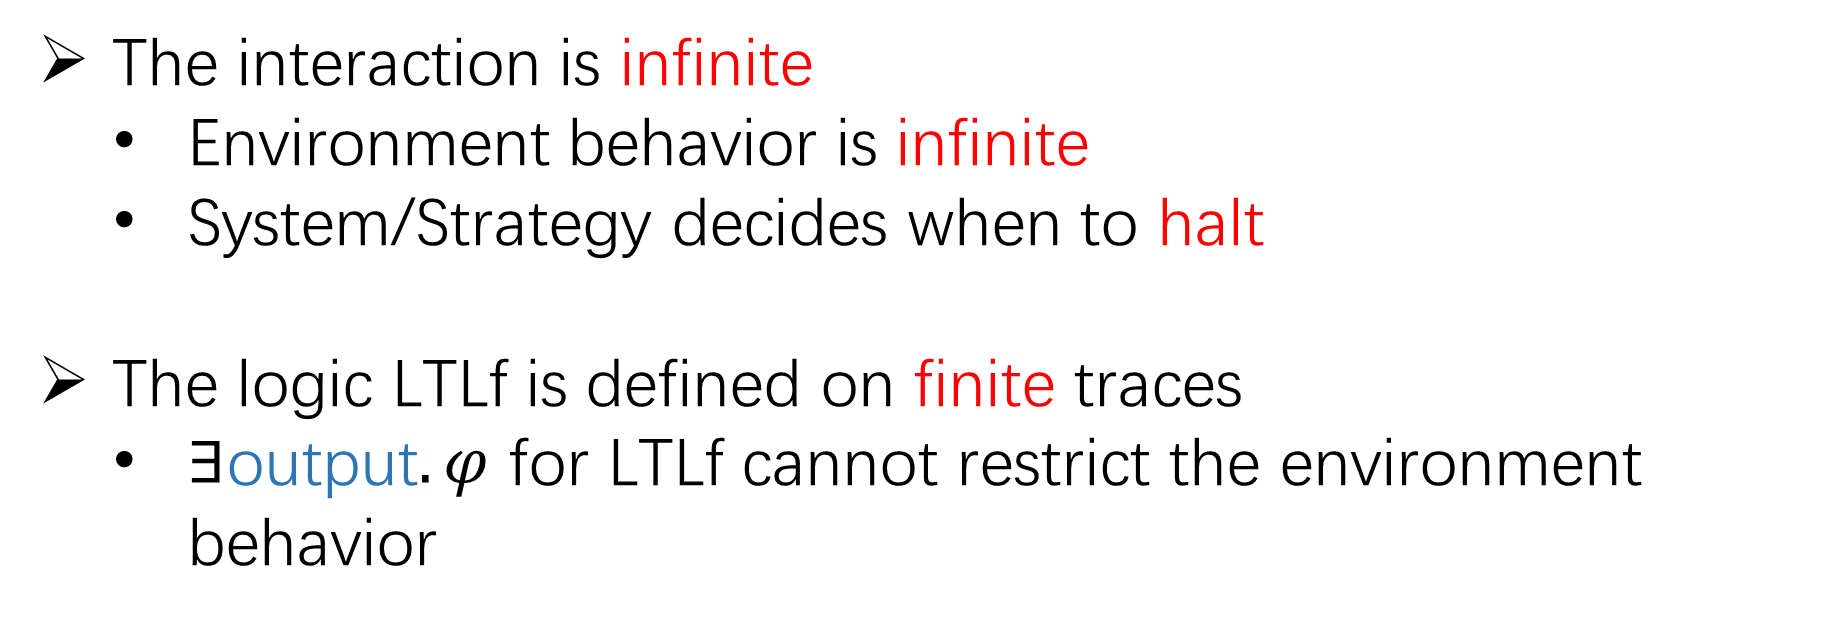 ➢ The interaction is infinite
• Environment behavior is infinite
• System/Strategy decides when to halt
➢ The logic LTLf is defined on finite traces
• ∃output. φ for LTLf cannot restrict the environment
behavior